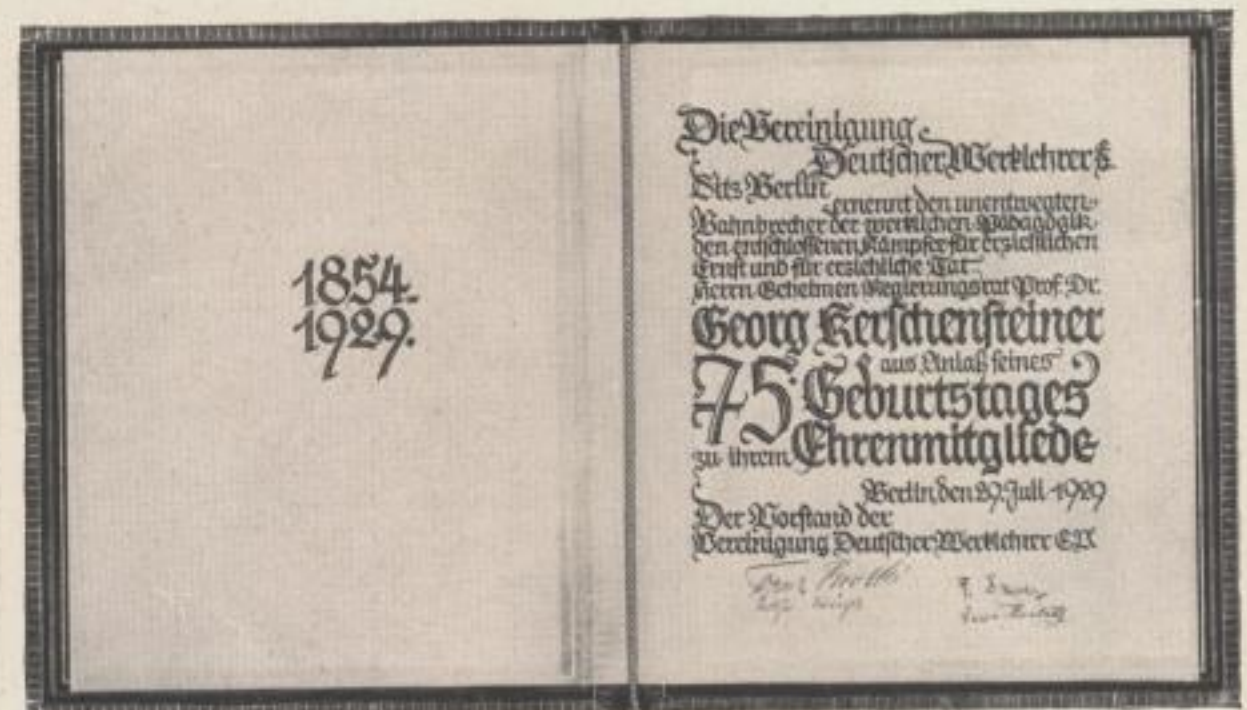 1854.
1929.
Die Vereinigung
Deutscher Werklehrer
Sitz Berlin
ernennt den unentwegten
Bahnbrecher der werklichen Pädagogik,
den entschlossenen Kämpfer für erziehlichen
Ernst und für erziehliche Tat
Herrn Geheimen Regierungsrat Prof. Dr.
Georg Kerschensteiner
aus Anlaß seines
75. Geburtstages
zu ihrem Ehrenmitgliede
Berlin, den 29. Juli 1929
Der Vorstand der
Vereinigung Deutscher Werklehrer E.V.